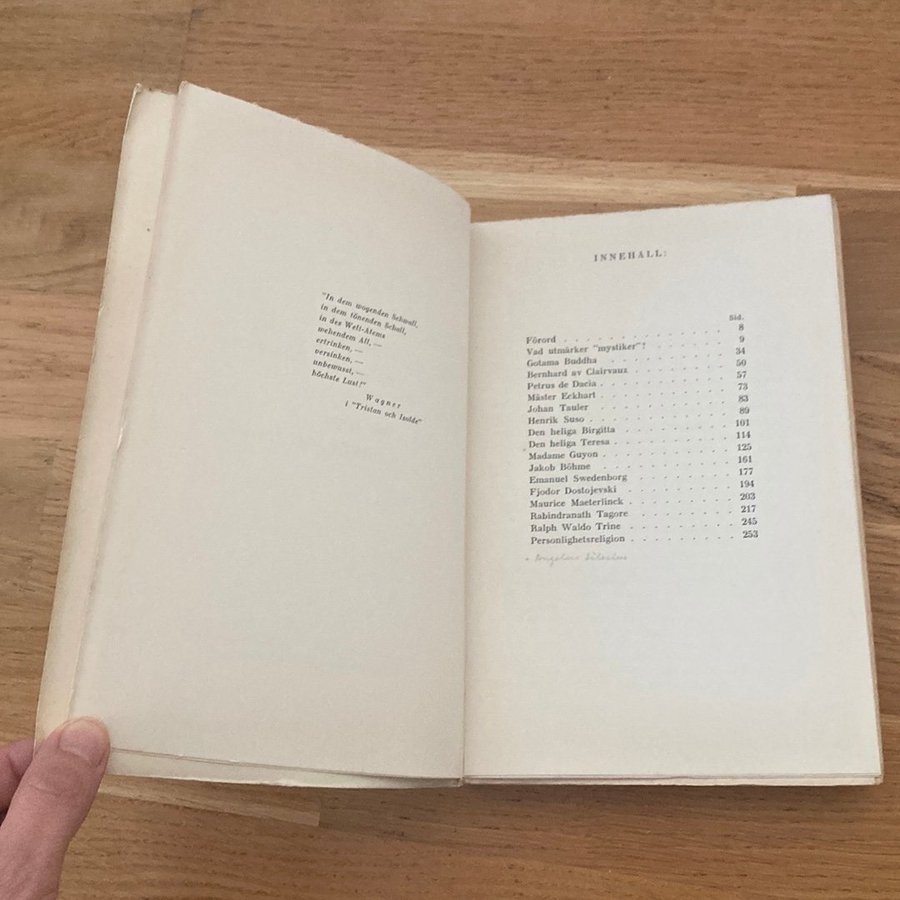 "In dem wogenden Schwall,
in dem tönenden Schall,
in des Welt-Atems
wehendem All, —
ertrinken, —
versinken, —
unbewusst, —
höchste Lust!"
Wagner
i "Tristan och Isolde"
INNEHÅLL:
Sid.
Förord . . . . . . . . . . . . 8
Vad utmärker "mystiker"? . . . . . . 9
Gotama Buddha . . . . . . . . . 34
Bernhard av Clairvaux . . . . . . . 50
Petrus de Dacia . . . . . . . . . 57
Mäster Eckhart . . . . . . . . . 73
Johan Tauler . . . . . . . . . . 83
Henrik Suso . . . . . . . . . . 89
Den heliga Birgitta . . . . . . . . 101
Den heliga Teresa . . . . . . . . 114
Madame Guyon . . . . . . . . . 125
Jakob Böhme . . . . . . . . . . 161
Emanuel Swedenborg . . . . . . . 177
Fjodor Dostojevski . . . . . . . . 194
Maurice Maeterlinck . . . . . . . . 203
Rabindranath Tagore . . . . . . . 217
Ralph Waldo Trine . . . . . . . . 245
Personlighetsreligion . . . . . . . . 253
+ Angelus Silesius